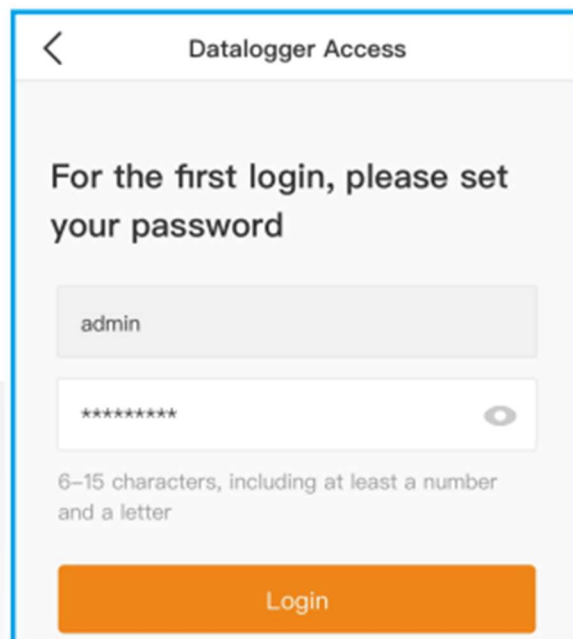 Datalogger Access
For the first login, please set
your password
admin
*********
6–15 characters, including at least a number
and a letter
Login